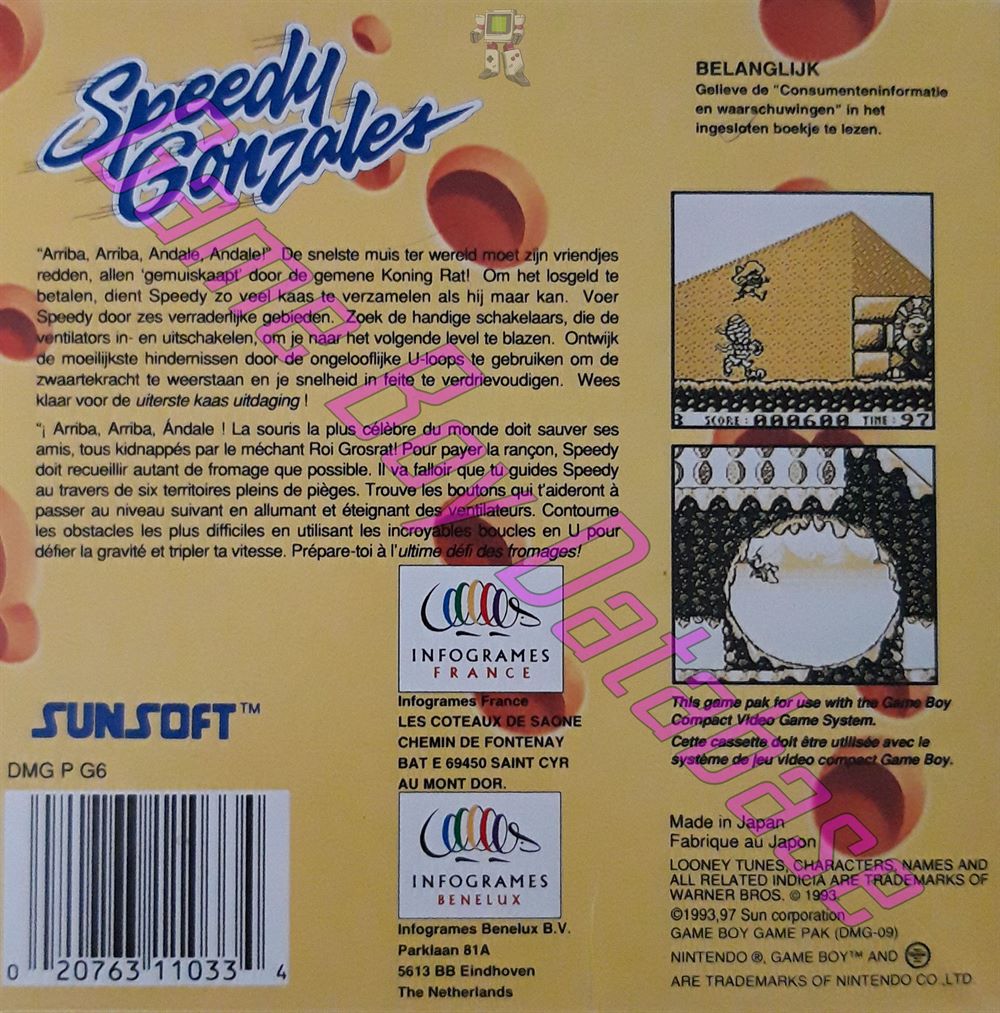 Speedy
Gonzales
BELANGLIJK
Gelieve de "Consumenteninformatie
en waarschuwingen" in het
ingesloten boekje te lezen.
"Arriba, Arriba, Andale, Andale!" De snelste muis ter wereld moet zijn vriendjes
redden, allen 'gemuiskaapt' door de gemene Koning Rat! Om het losgeld te
betalen, dient Speedy zo veel kaas te verzamelen als hij maar kan. Voer
Speedy door zes verraderlijke gebieden. Zoek de handige schakelaars, die de
ventilators in- en uitschakelen, om je naar het volgende level te blazen. Ontwijk
de moeilijkste hindernissen door de ongelooflijke U-loops te gebruiken om de
zwaartekracht te weerstaan en je snelheid in feite te verdrievoudigen. Wees
klaar voor de uiterste kaas uitdaging !
"¡ Arriba, Arriba, Ándale ! La souris la plus célèbre du monde doit sauver ses
amis, tous kidnappés par le méchant Roi Grosrat! Pour payer la rançon, Speedy
doit recueillir autant de fromage que possible. Il va falloir que tu guides Speedy
au travers de six territoires pleins de pièges. Trouve les boutons qui t'aideront à
passer au niveau suivant en allumant et éteignant des ventilateurs. Contourne
les obstacles les plus difficiles en utilisant les incroyables boucles en U pour
défier la gravité et tripler ta vitesse. Prépare-toi à l'ultime défi des fromages!
3 SCORE: 000600 TIME: 97
INFOGRAMES
FRANCE
Infogrames France
LES COTEAUX DE SAONE
CHEMIN DE FONTENAY
BAT E 69450 SAINT CYR
AU MONT DOR.
INFOGRAMES
BENELUX
Infogrames Benelux B.V.
Parklaan 81A
5613 BB Eindhoven
The Netherlands
SUNSOFT™
DMG P G6
0 20763 11033 4
This game pak for use with the Game Boy
Compact Video Game System.
Cette cassette doit être utilisée avec le
système de jeu vidéo compact Game Boy.
Made in Japan
Fabrique au Japon
LOONEY TUNES, CHARACTERS, NAMES AND
ALL RELATED INDICIA ARE TRADEMARKS OF
WARNER BROS. © 1993.
©1993,97 Sun corporation
GAME BOY GAME PAK (DMG-09)
NINTENDO ®, GAME BOY™ AND
ARE TRADEMARKS OF NINTENDO CO.,LTD.
Game Boy Database